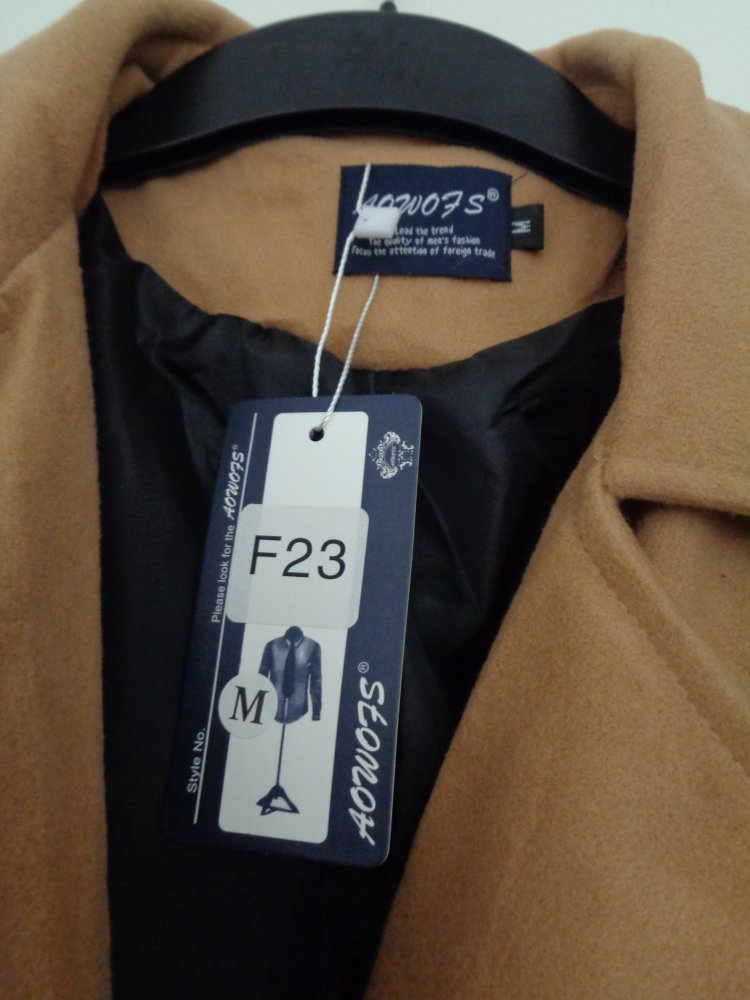 AOWOFS®
Lead the trend
The quality of men's fashion
Focus the attention of foreign trade
M
Please look for the AOWOFS®
F23
M
Style No.
AOWOFS®